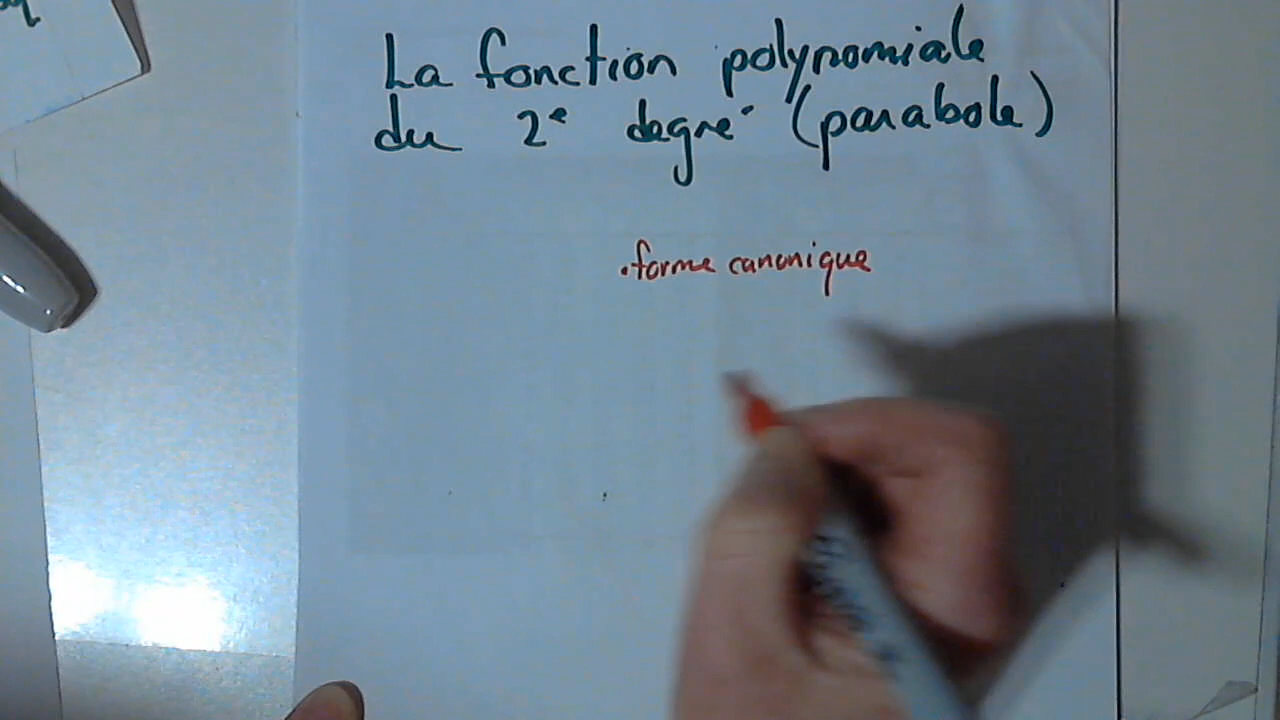 La fonction polynomiale
du 2e degré (parabole)
.forme canonique